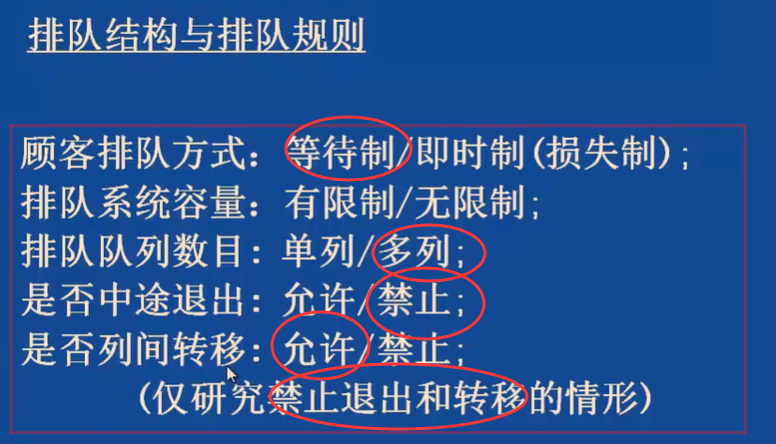 排队结构与排队规则
顾客排队方式：等待制/即时制(损失制);
排队系统容量：有限制/无限制;
排队队列数目：单列/多列;
是否中途退出：允许/禁止;
是否列间转移：允许/禁止;
(仅研究禁止退出和转移的情形)